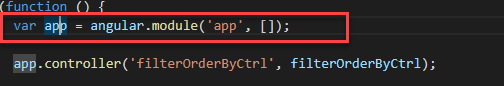 (function () {
var app = angular.module('app', []);
app.controller('filterOrderByCtrl', filterOrderByCtrl);